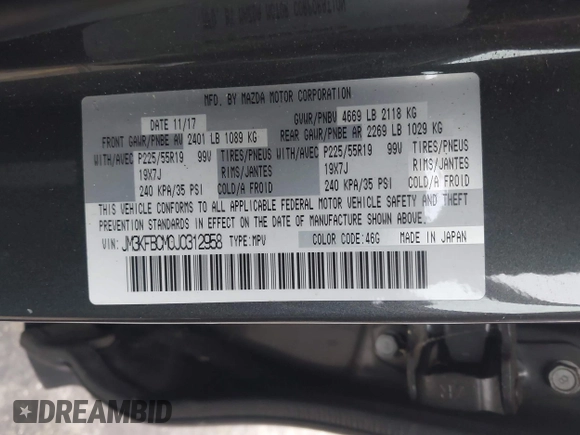 MFD. BY MAZDA MOTOR CORPORATION
DATE 11/17 GVWR/PNBV 4669 LB 2118 KG
FRONT GAWR/PNBE AV 2401 LB 1089 KG REAR GAWR/PNBE AR 2269 LB 1029 KG
WITH/AVEC P225/55R19 99V TIRES/PNEUS WITH/AVEC P225/55R19 99V TIRES/PNEUS
19X7J RIMS/JANTES 19X7J RIMS/JANTES
240 KPA/35 PSI COLD/A FROID 240 KPA/35 PSI COLD/A FROID
THIS VEHICLE CONFORMS TO ALL APPLICABLE FEDERAL MOTOR VEHICLE SAFETY AND THEFT
PREVENTION STANDARDS IN EFFECT ON THE DATE OF MANUFACTURE SHOWN ABOVE.
VIN: JM3KFBCM0J0312958 TYPE:MPV COLOR CODE:46G MADE IN JAPAN
DREAMBID